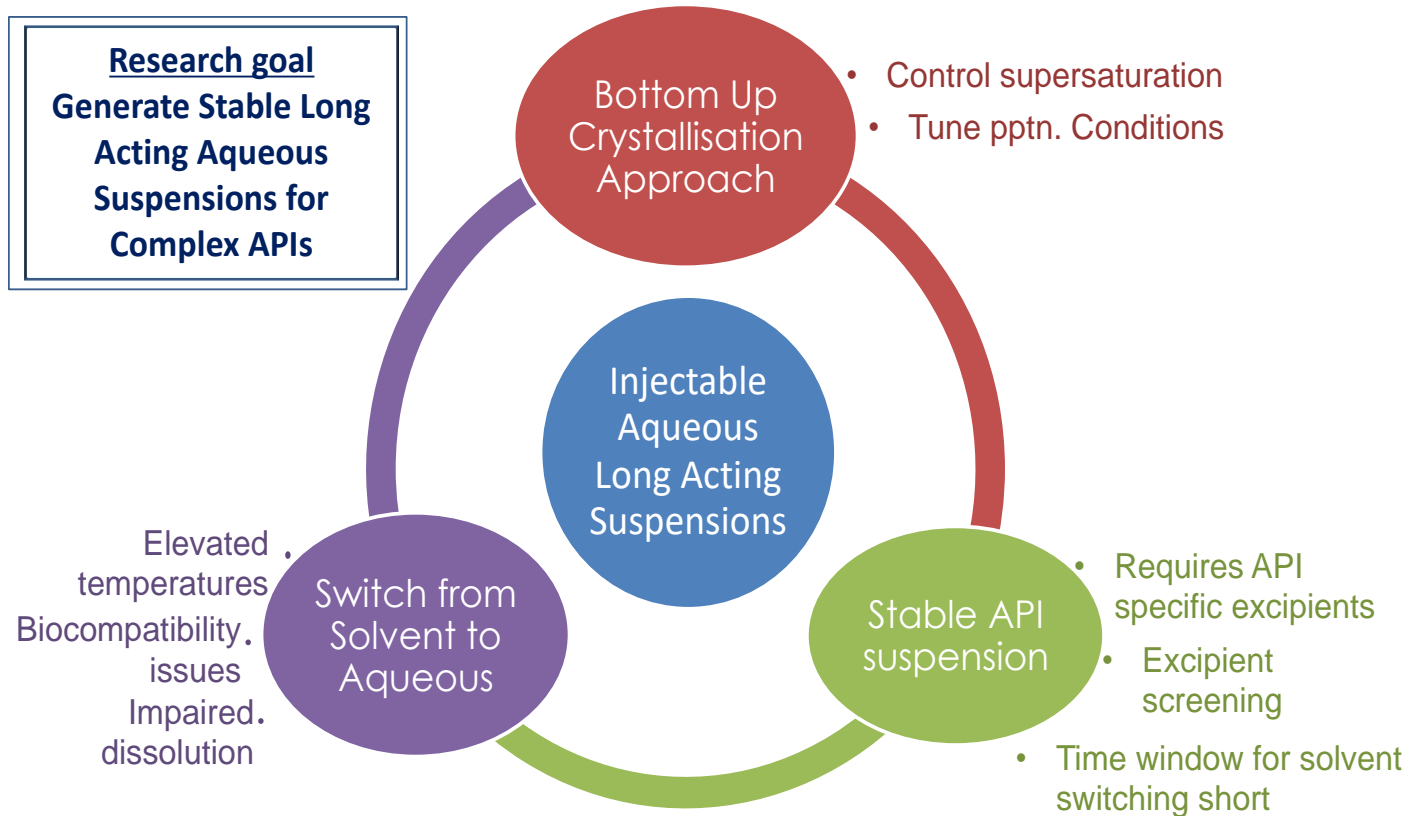 Research goal
Generate Stable Long
Acting Aqueous
Suspensions for
Complex APIs
Bottom Up
Crystallisation
Approach
• Control supersaturation
• Tune pptn. Conditions
Injectable
Aqueous
Long Acting
Suspensions
Elevated
temperatures
Biocompatibility
issues
Impaired
dissolution
Switch from
Solvent to
Aqueous
Stable API
suspension
• Requires API
specific excipients
• Excipient
screening
• Time window for solvent
switching short